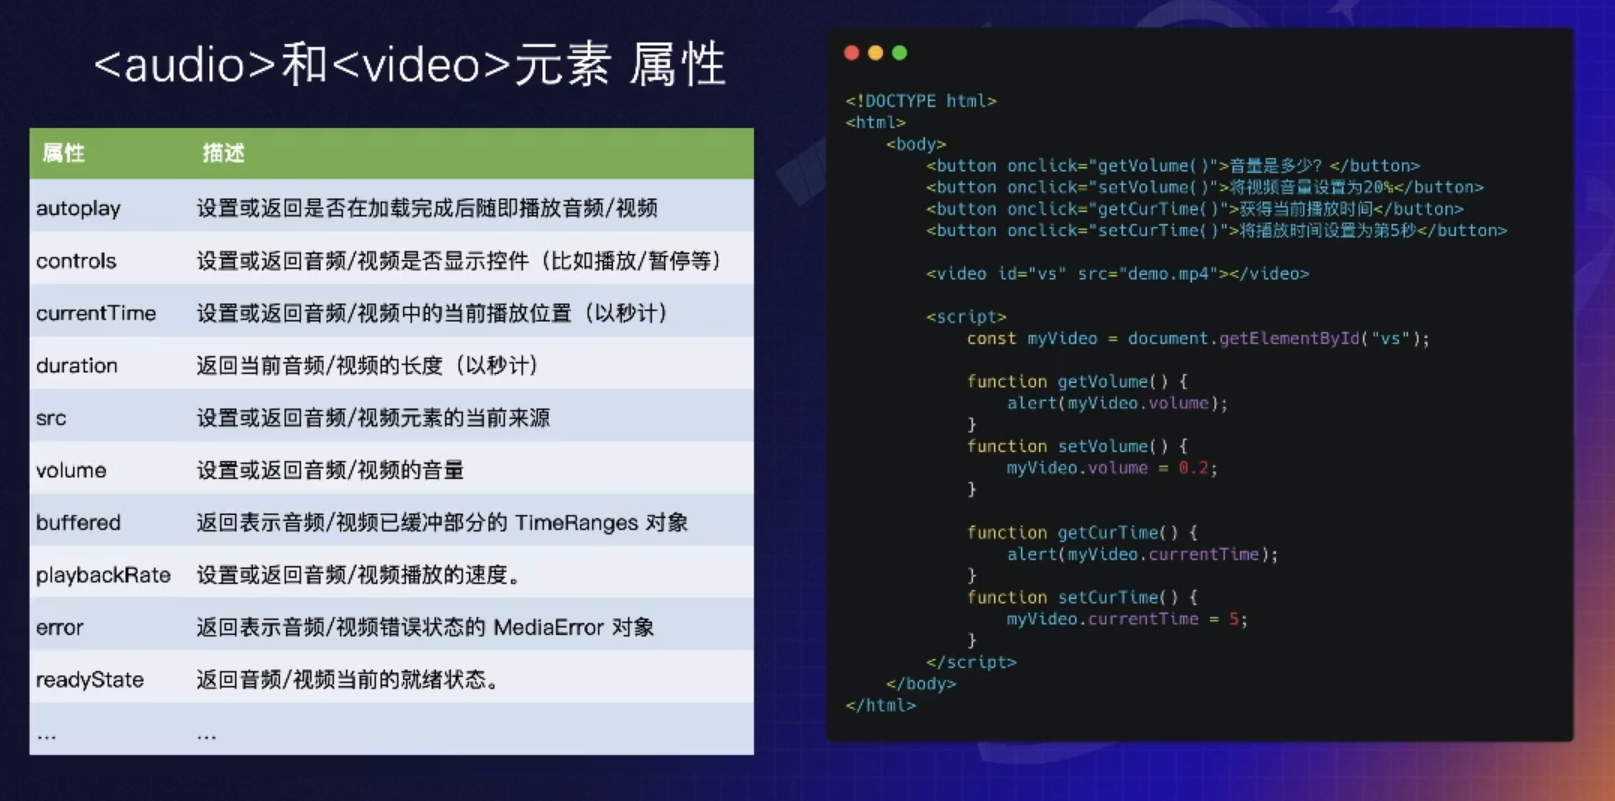 <audio>和<video>元素 属性
属性 描述
autoplay 设置或返回是否在加载完成后随即播放音频/视频
controls 设置或返回音频/视频是否显示控件（比如播放/暂停等）
currentTime 设置或返回音频/视频中的当前播放位置（以秒计）
duration 返回当前音频/视频的长度（以秒计）
src 设置或返回音频/视频元素的当前来源
volume 设置或返回音频/视频的音量
buffered 返回表示音频/视频已缓冲部分的 TimeRanges 对象
playbackRate 设置或返回音频/视频播放的速度。
error 返回表示音频/视频错误状态的 MediaError 对象
readyState 返回音频/视频当前的就绪状态。
... ...
<!DOCTYPE html>
<html>
<body>
<button onclick="getVolume()">音量是多少？</button>
<button onclick="setVolume()">将视频音量设置为20%</button>
<button onclick="getCurTime()">获得当前播放时间</button>
<button onclick="setCurTime()">将播放时间设置为第5秒</button>
<video id="vs" src="demo.mp4"></video>
<script>
const myVideo = document.getElementById("vs");
function getVolume() {
alert(myVideo.volume);
}
function setVolume() {
myVideo.volume = 0.2;
}
function getCurTime() {
alert(myVideo.currentTime);
}
function setCurTime() {
myVideo.currentTime = 5;
}
</script>
</body>
</html>